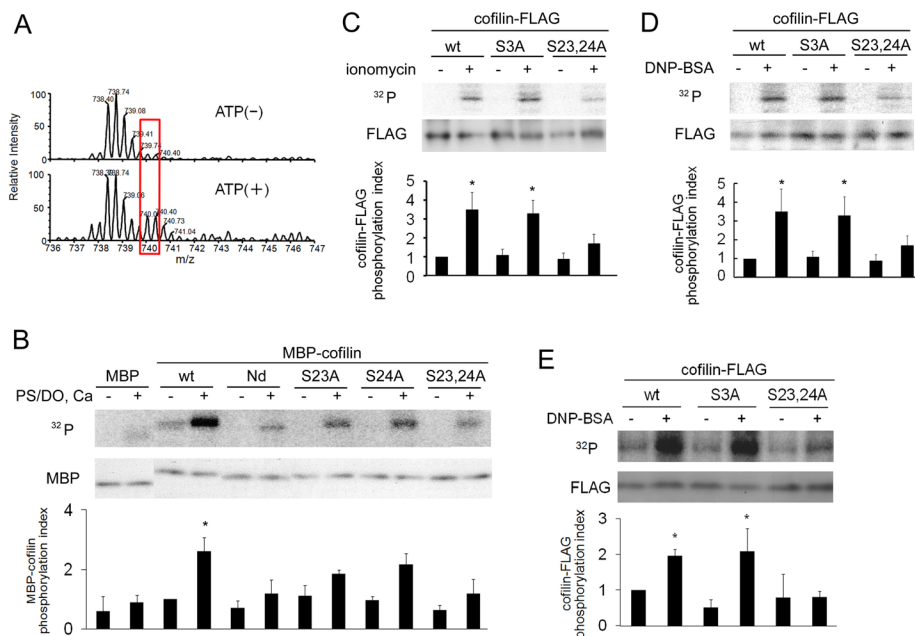 A
Relative Intensity
100
50
0
738.40
738.74
739.08
739.41
739.74
740.40
ATP(−)
100
50
0
738.74
739.08
740.40
740.73
741.04
ATP(+)
736 737 738 739 740 741 742 743 744 745 746 747
m/z
B
MBP-cofilin
MBP wt Nd S23A S24A S23,24A
PS/DO, Ca - + - + - + - + - + - +
32P
MBP
MBP-cofilin
phosphorylation index
4
2
0
*
C
cofilin-FLAG
wt S3A S23,24A
ionomycin - + - + - +
32P
FLAG
cofilin-FLAG
phosphorylation index
5
4
3
2
1
0
* *
D
cofilin-FLAG
wt S3A S23,24A
DNP-BSA - + - + - +
32P
FLAG
cofilin-FLAG
phosphorylation index
5
4
3
2
1
0
* *
E
cofilin-FLAG
wt S3A S23,24A
DNP-BSA - + - + - +
32P
FLAG
cofilin-FLAG
phosphorylation index
3
2
1
0
* *